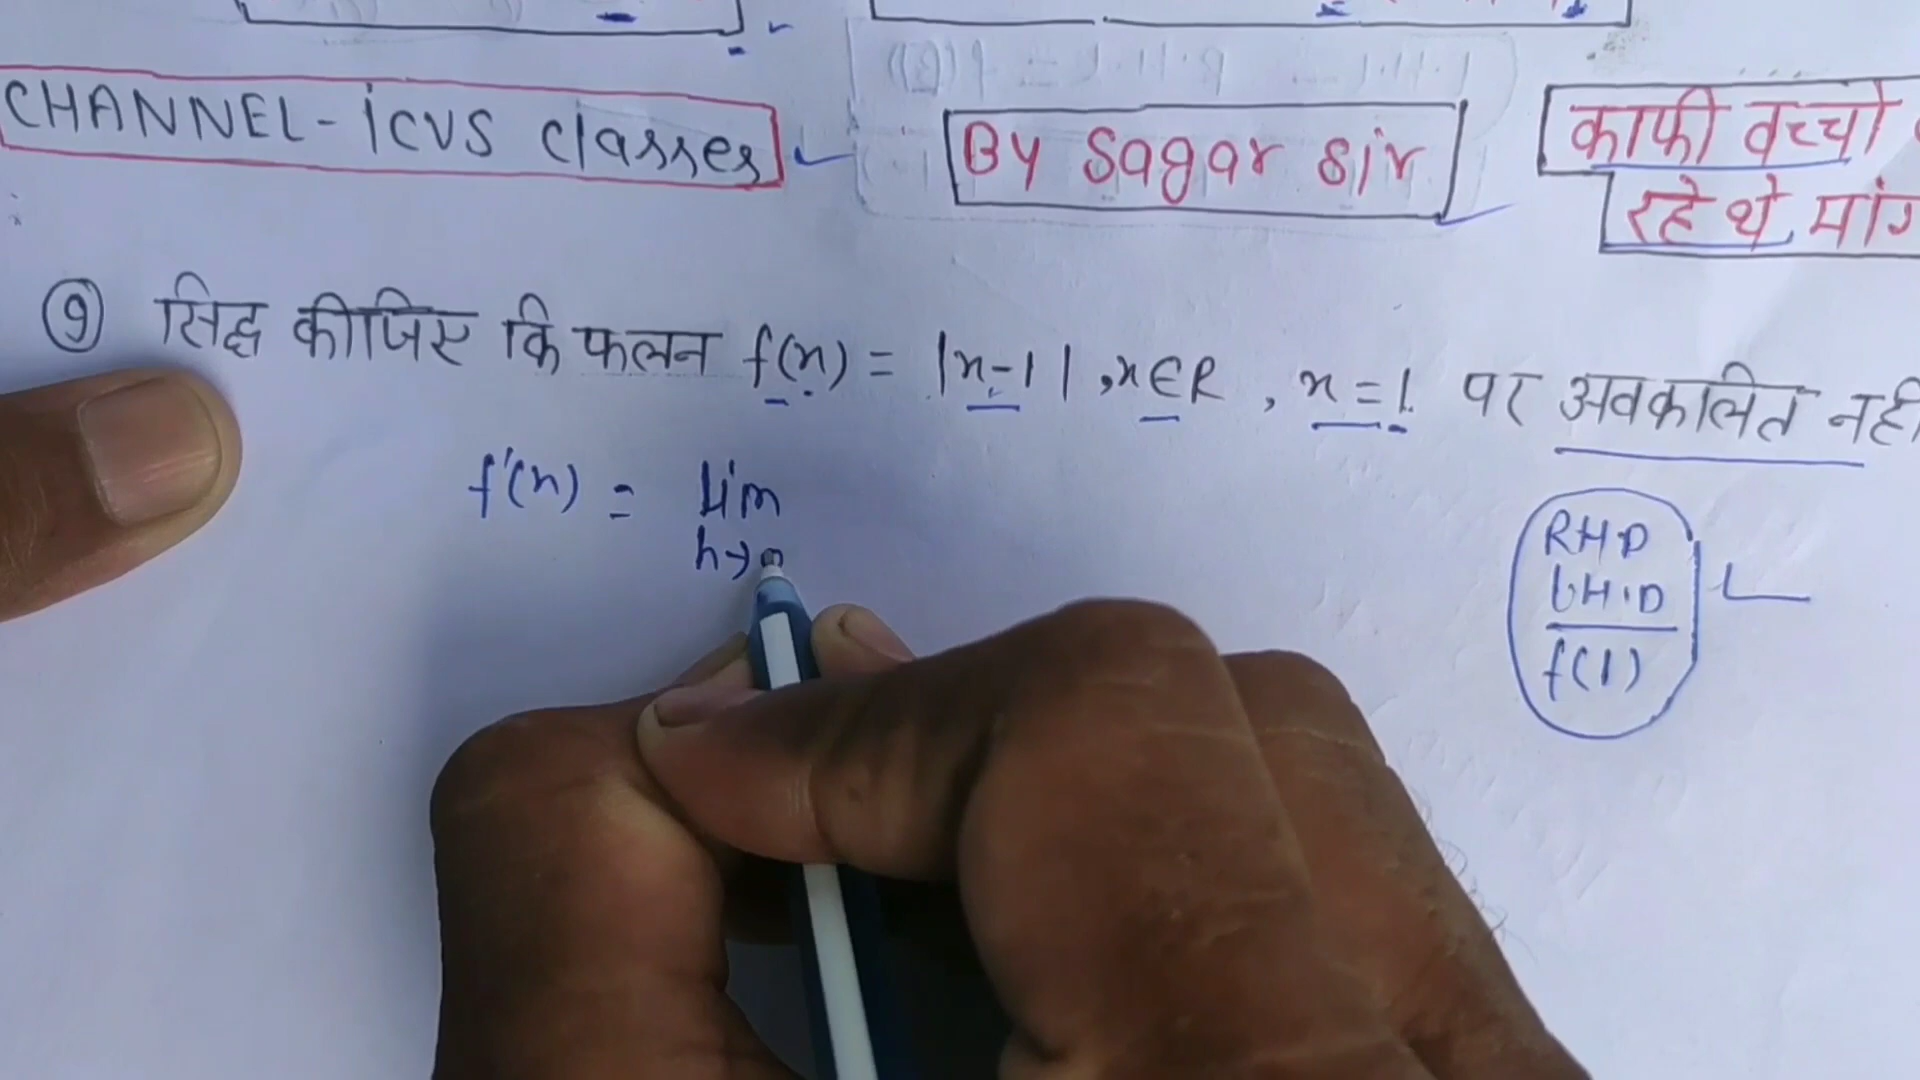 CHANNEL - iCVS Classes
By Sagar Sir
काफी बच्चो
रहे थे मांग
⑨ सिद्ध कीजिए कि फलन f(x) = |x-1| , x∈R , x=1 पर अवकलित नही
f'(x) = lim
h→0
RHD
LH.D
f(1)